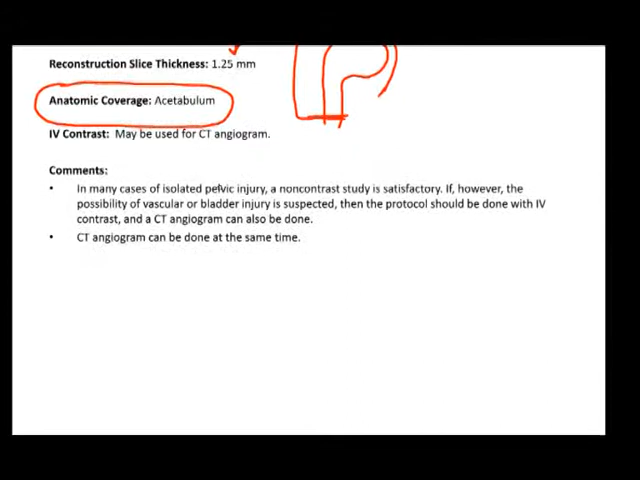 Reconstruction Slice Thickness: 1.25 mm
Anatomic Coverage: Acetabulum
IV Contrast: May be used for CT angiogram.
Comments:
• In many cases of isolated pelvic injury, a noncontrast study is satisfactory. If, however, the
possibility of vascular or bladder injury is suspected, then the protocol should be done with IV
contrast, and a CT angiogram can also be done.
• CT angiogram can be done at the same time.